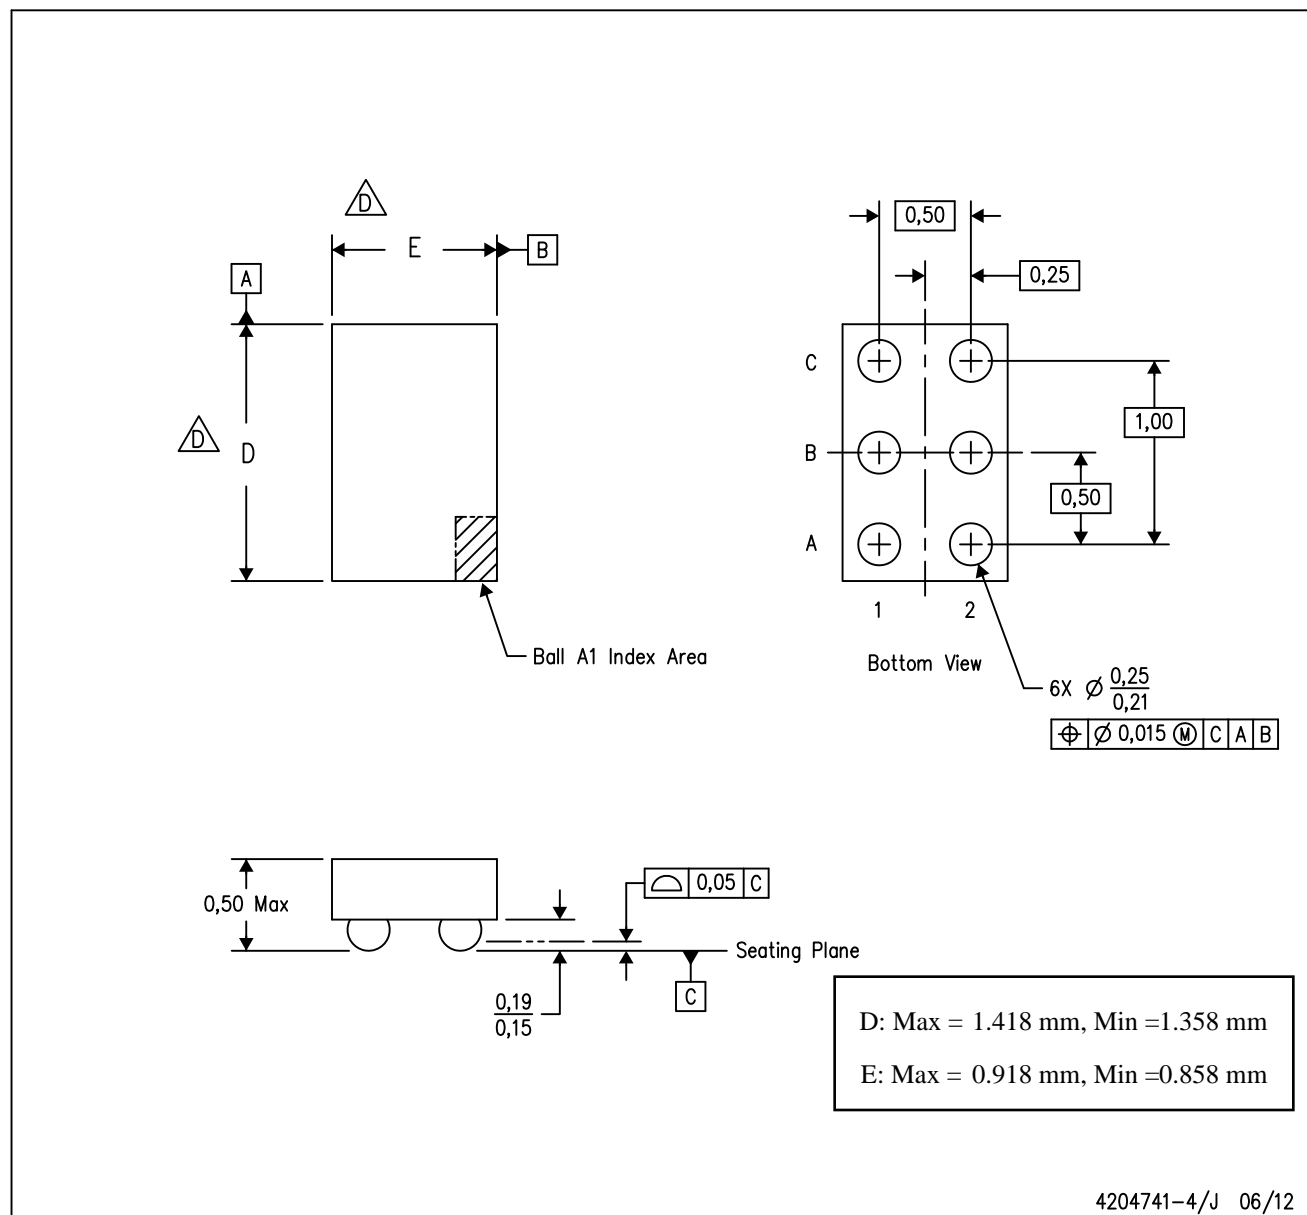 D
E
B
A
D
D
Ball A1 Index Area
0,50
0,25
C
B
A
1,00
0,50
1 2
Bottom View
6X Ø 0,25
0,21
⌖ Ø 0,015 Ⓜ C A B
0,50 Max
0,05 C
Seating Plane
C
0,19
0,15
D: Max = 1.418 mm, Min =1.358 mm
E: Max = 0.918 mm, Min =0.858 mm
4204741-4/J 06/12